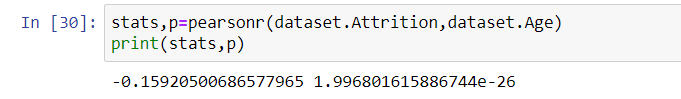 In [30]: stats,p=pearsonr(dataset.Attrition,dataset.Age)
print(stats,p)
-0.15920500686577965 1.996801615886744e-26